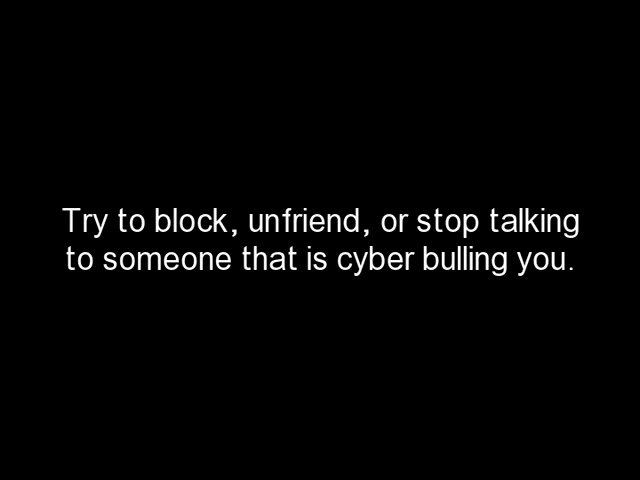 Try to block, unfriend, or stop talking
to someone that is cyber bulling you.